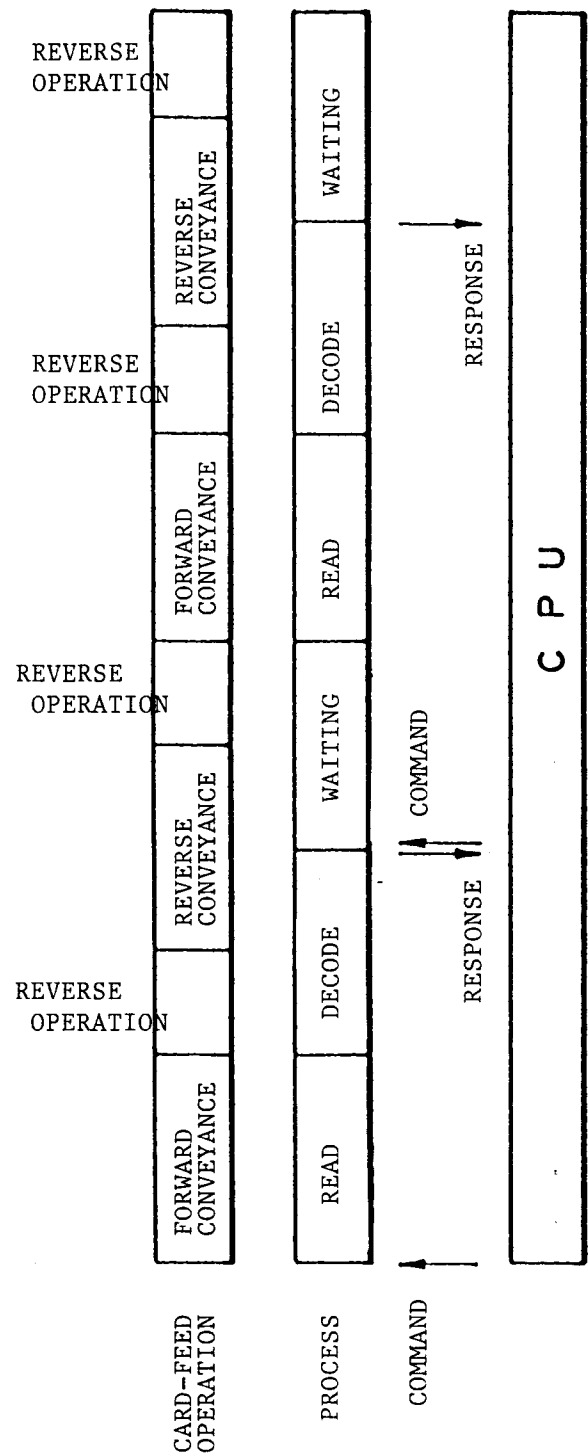 REVERSE
OPERATION
REVERSE
OPERATION
REVERSE
OPERATION
REVERSE
OPERATION
CARD-FEED
OPERATION
FORWARD
CONVEYANCE
REVERSE
CONVEYANCE
FORWARD
CONVEYANCE
REVERSE
CONVEYANCE
PROCESS
READ
DECODE
WAITING
READ
DECODE
WAITING
COMMAND
COMMAND
RESPONSE
RESPONSE
CPU